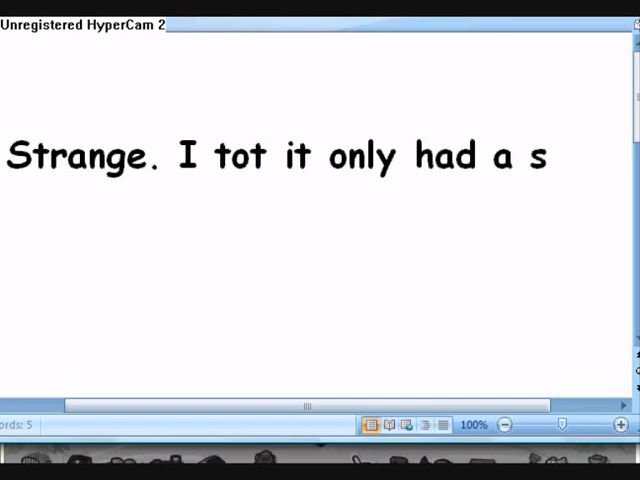 Unregistered HyperCam 2
Strange. I tot it only had a s
ords: 5
100%